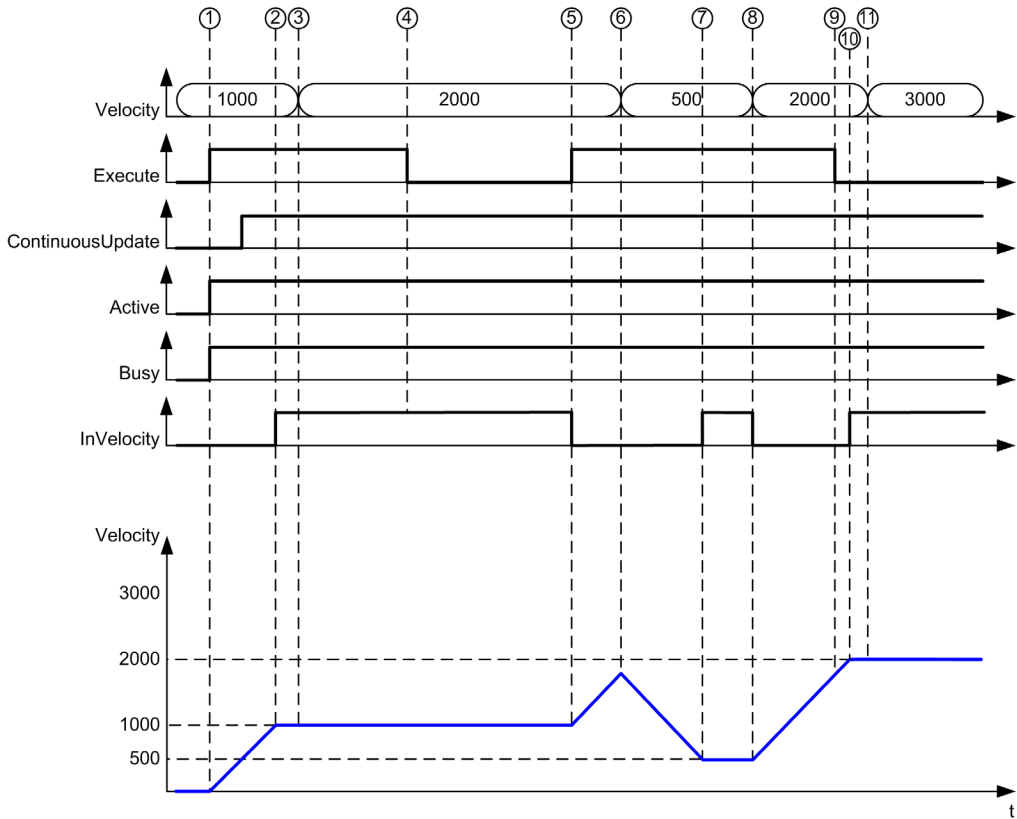 ① ② ③ ④ ⑤ ⑥ ⑦ ⑧ ⑨ ⑪
⑩
1000 2000 500 2000 3000
Velocity
Execute
ContinuousUpdate
Active
Busy
InVelocity
Velocity
3000
2000
1000
500
t